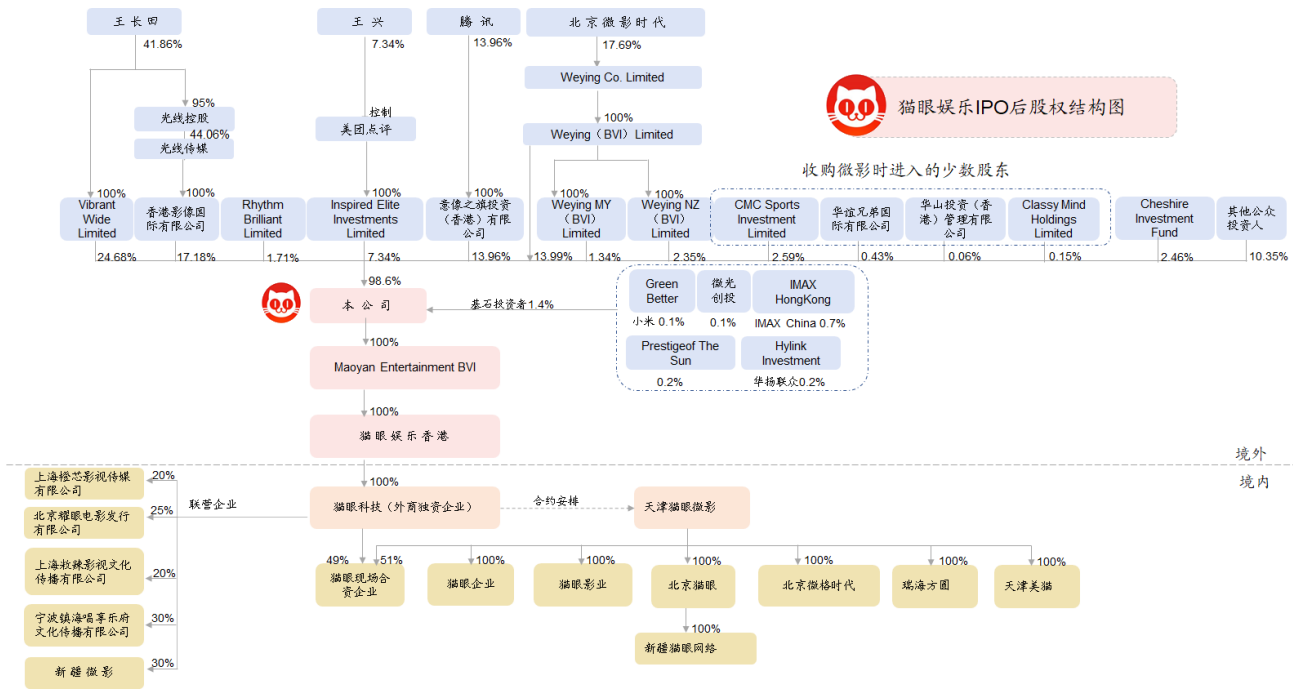 王长田
王兴
腾讯
北京微影时代
41.86%
7.34%
13.96%
17.69%
Weying Co. Limited
猫眼娱乐IPO后股权结构图
95%
光线控股
控制
100%
44.06%
美团点评
Weying（BVI）Limited
光线传媒
收购微影时进入的少数股东
100%
100%
100%
100%
100%
100%
Vibrant
Wide
Limited
香港影像国
际有限公司
Rhythm
Brilliant
Limited
Inspired Elite
Investments
Limited
意像之旗投资
（香港）有限
公司
Weying MY
（BVI）
Limited
Weying NZ
（BVI）
Limited
CMC Sports
Investment
Limited
华谊兄弟国
际有限公司
华山投资（香
港）管理有限
公司
Classy Mind
Holdings
Limited
Cheshire
Investment
Fund
其他公众
投资人
24.68%
17.18%
1.71%
7.34%
13.96%
13.99%
1.34%
2.35%
2.59%
0.43%
0.06%
0.15%
2.46%
10.35%
98.6%
本公司
基石投资者1.4%
Green
Better
微光
创投
IMAX
HongKong
小米 0.1%
0.1%
IMAX China 0.7%
Prestigeof The
Sun
Hylink
Investment
0.2%
华扬联众0.2%
100%
Maoyan Entertainment BVI
100%
猫眼娱乐香港
境外
境内
100%
上海橙芯影视传媒
有限公司
20%
联营企业
猫眼科技（外商独资企业）
合约安排
天津猫眼微影
北京耀眼电影发行
有限公司
25%
49%
51%
100%
100%
100%
100%
100%
100%
上海捡辣影视文化
传播有限公司
20%
猫眼现场合
资企业
猫眼企业
猫眼影业
北京猫眼
北京微格时代
瑞海方圆
天津美猫
宁波镇海唱享乐府
文化传播有限公司
30%
100%
新疆猫眼网络
新疆微影
30%